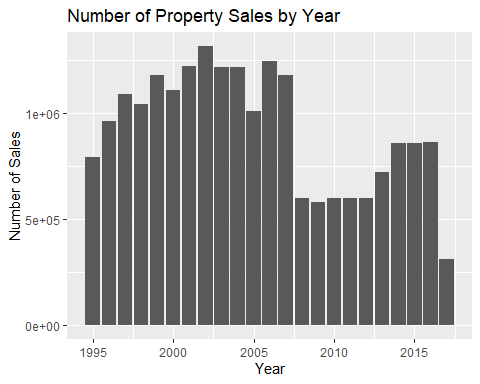 Number of Property Sales by Year
Number of Sales
1e+06
5e+05
0e+00
1995 2000 2005 2010 2015
Year